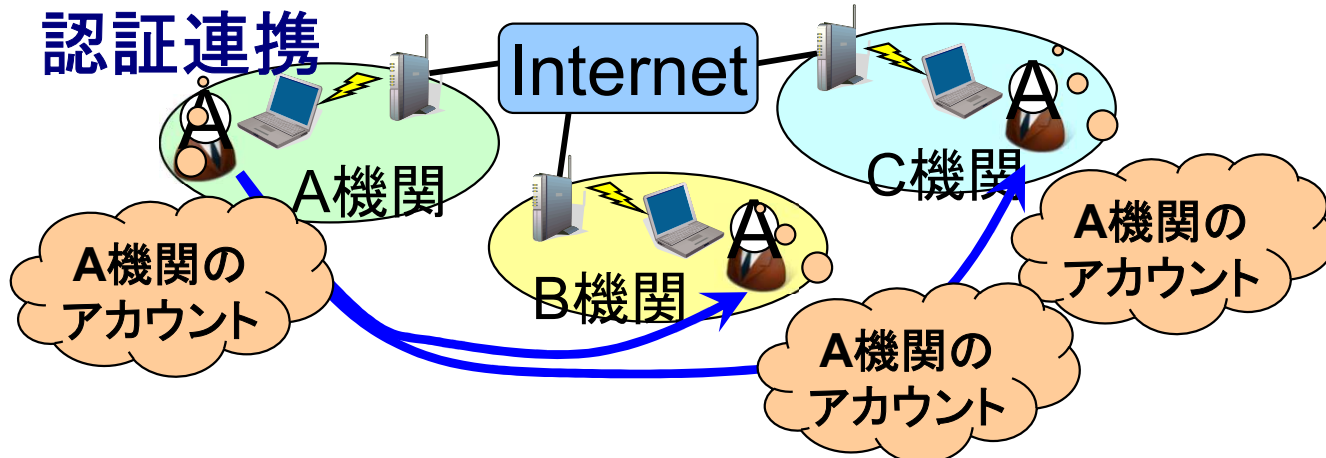 認証連携
Internet
A
A機関
A
B機関
A
C機関
A機関の
アカウント
A機関の
アカウント
A機関の
アカウント